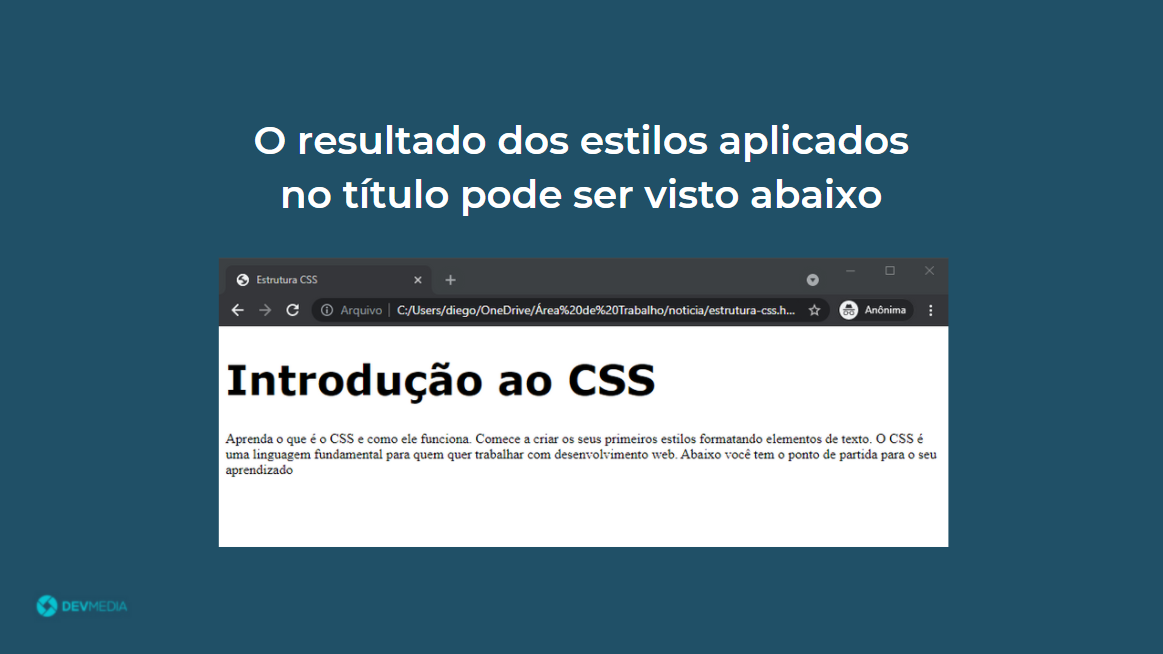 O resultado dos estilos aplicados
no título pode ser visto abaixo
Estrutura CSS
Arquivo | C:/Users/diego/OneDrive/Área%20de%20Trabalho/noticia/estrutura-css.h... Anônima
Introdução ao CSS
Aprenda o que é o CSS e como ele funciona. Comece a criar os seus primeiros estilos formatando elementos de texto. O CSS é
uma linguagem fundamental para quem quer trabalhar com desenvolvimento web. Abaixo você tem o ponto de partida para o seu
aprendizado
DEVMEDIA